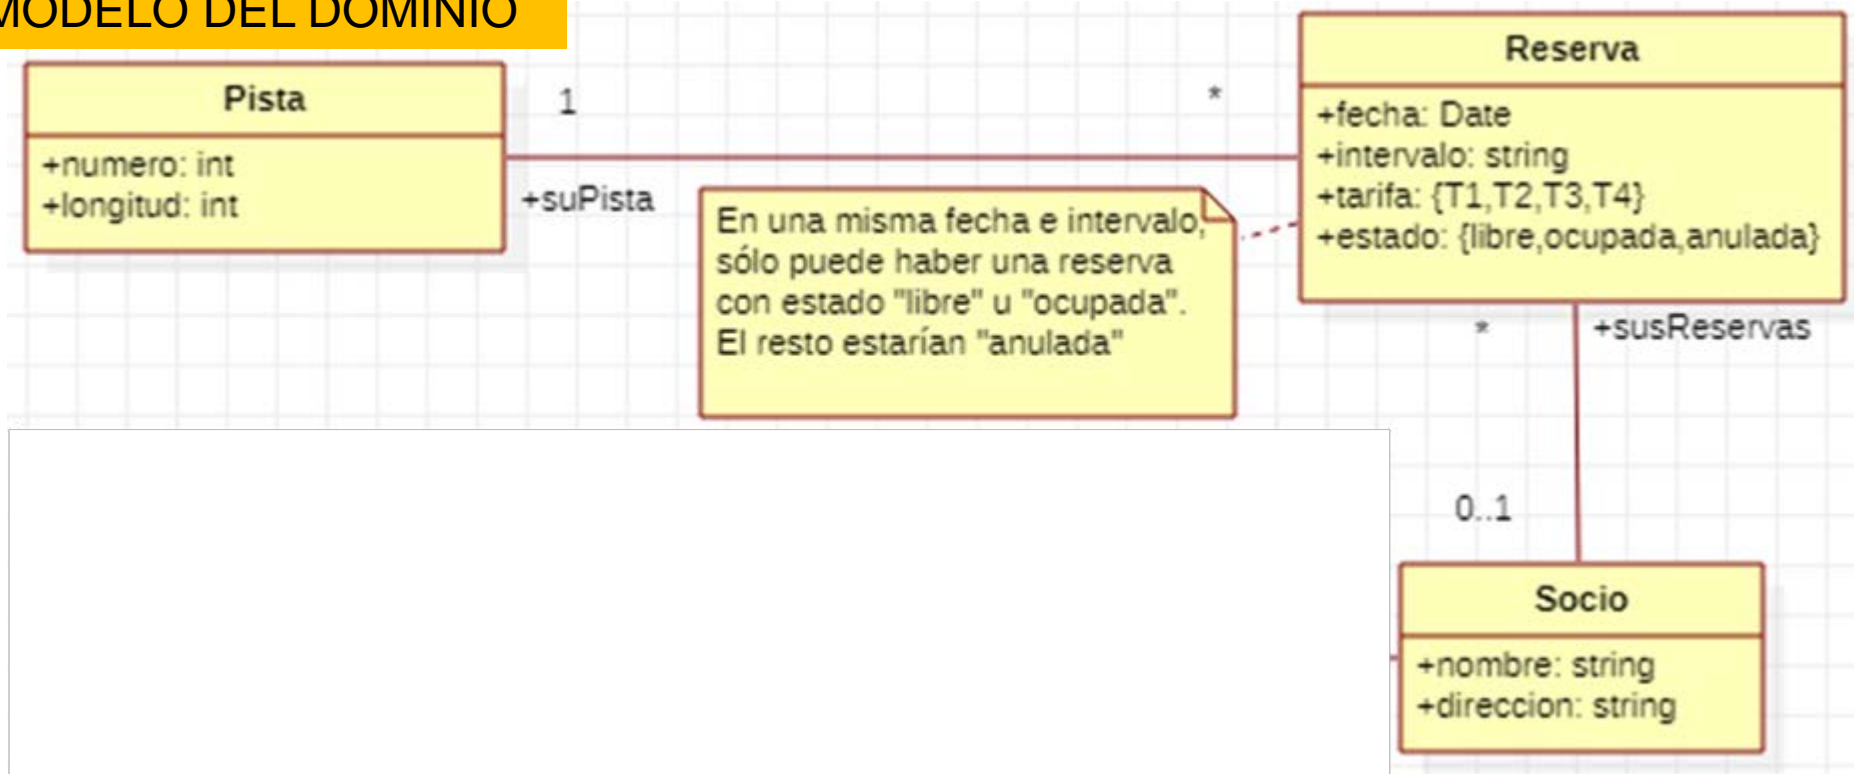 MODELO DEL DOMINIO
Pista
+numero: int
+longitud: int
1
*
+suPista
En una misma fecha e intervalo,
sólo puede haber una reserva
con estado "libre" u "ocupada".
El resto estarían "anulada"
Reserva
+fecha: Date
+intervalo: string
+tarifa: {T1,T2,T3,T4}
+estado: {libre,ocupada,anulada}
*
+susReservas
0..1
Socio
+nombre: string
+direccion: string